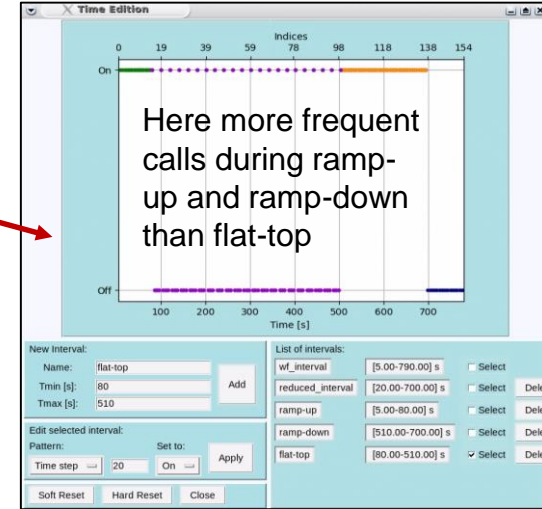 Time Edition
Indices
0 19 39 59 78 98 118 138 154
On
Here more frequent
calls during ramp-
up and ramp-down
than flat-top
Off
100 200 300 400 500 600 700
Time [s]
New Interval:
Name: flat-top
Tmin [s]: 80
Add
Tmax [s]: 510
Edit selected interval:
Pattern: Set to:
Time step 20 On Apply
Soft Reset Hard Reset Close
List of intervals:
wf_interval [5.00-790.00] s Select
reduced_interval [20.00-700.00] s Select Dele
ramp-up [5.00-80.00] s Select Dele
ramp-down [510.00-700.00] s Select Dele
flat-top [80.00-510.00] s Select Dele